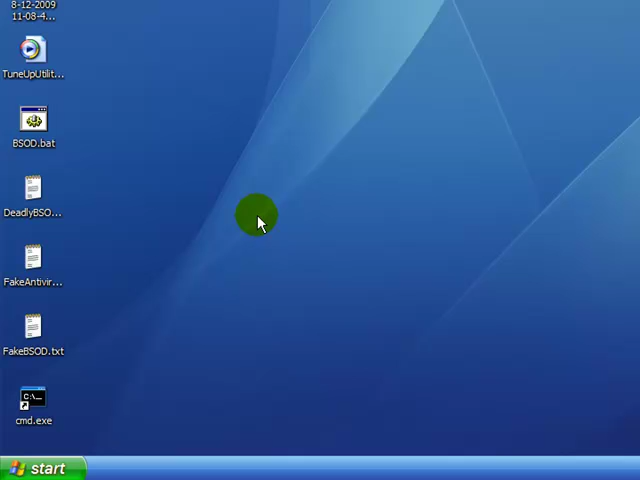 8-12-2009
11-08-4...
TuneUpUtilit...
BSOD.bat
DeadlyBSO...
FakeAntivir...
FakeBSOD.txt
C:\_
cmd.exe
start